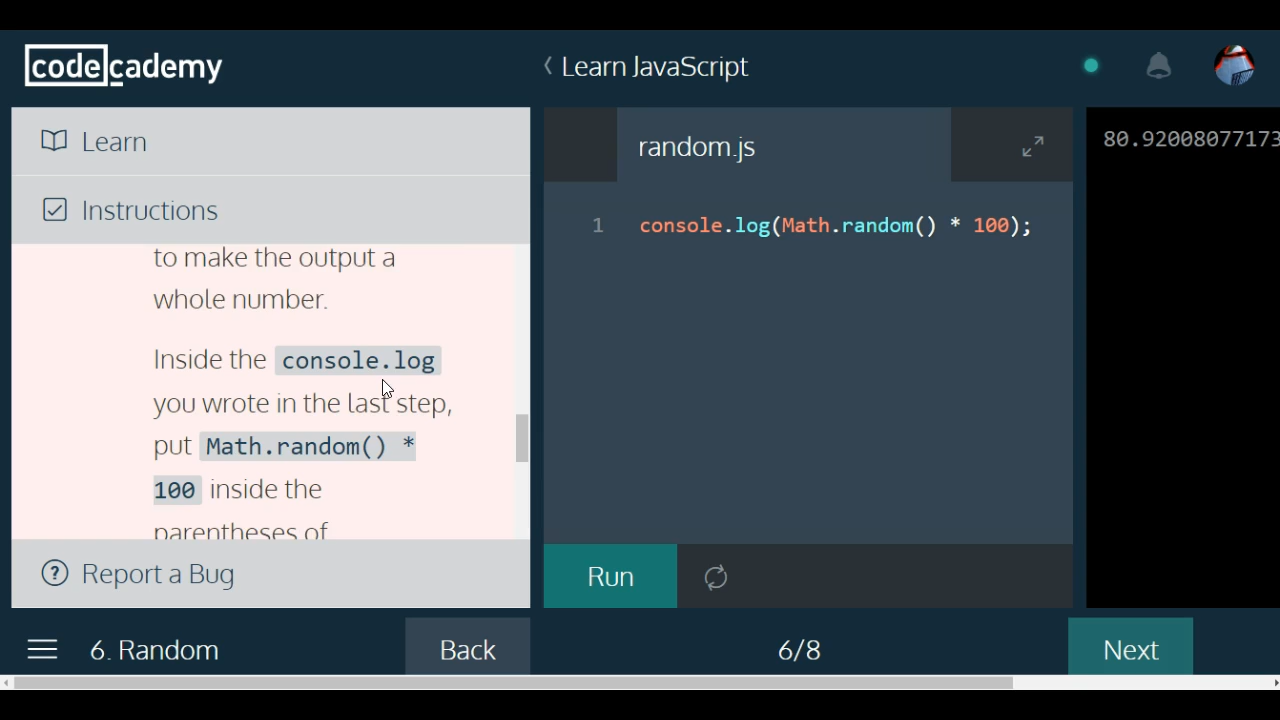 codecademy
Learn JavaScript
Learn
Instructions
to make the output a
whole number.
Inside the console.log
you wrote in the last step,
put Math.random() *
100 inside the
parentheses of
Report a Bug
random.js
1 console.log(Math.random() * 100);
Run
80.92008077173
6. Random
Back
6/8
Next